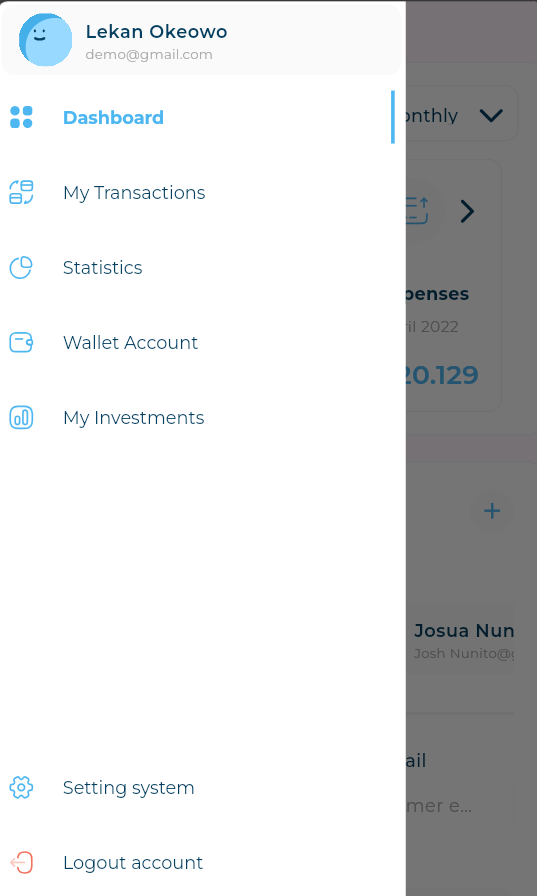 Lekan Okeowo
demo@gmail.com
Dashboard
onthly
My Transactions
Statistics
penses
ril 2022
Wallet Account
20.129
My Investments
Josua Nun
Josh Nunito@g
ail
Setting system
mer e...
Logout account